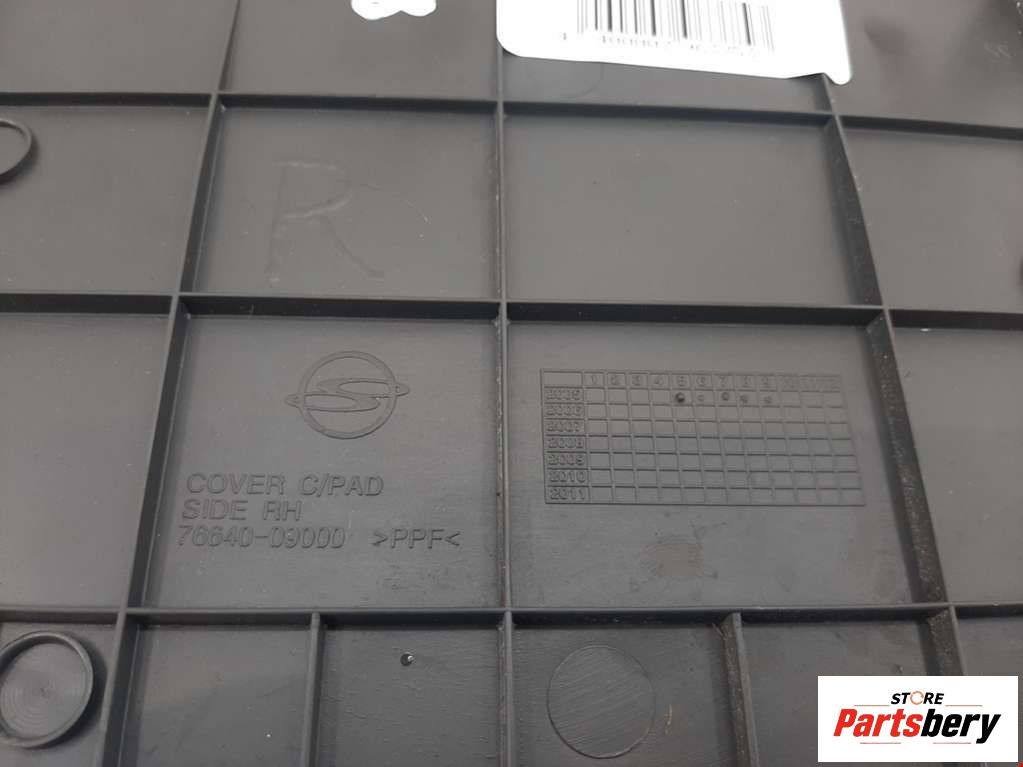 R
COVER C/PAD
SIDE RH
76640-09000 >PPF<
1 2 3 4 5 6 7 8 9 10 11 12
2005
2006
2007
2008
2009
2010
2011
STORE
Partsbery